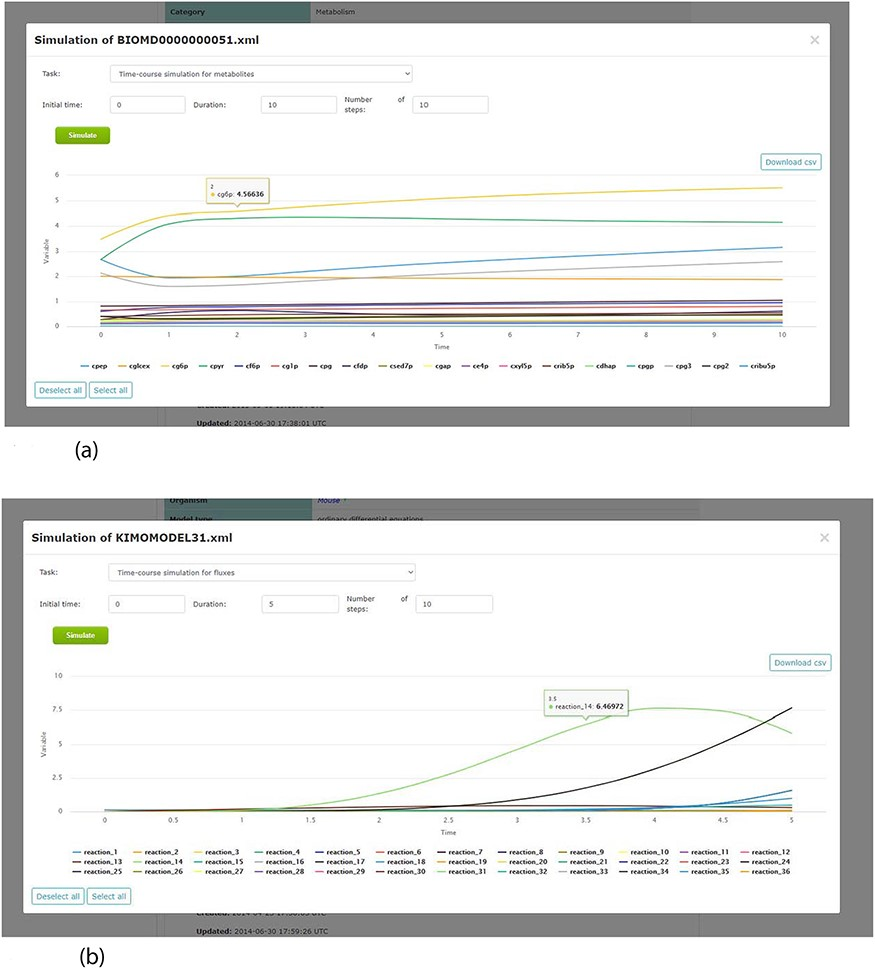 Category Metabolism
Simulation of BIOMD0000000051.xml ×
Task: Time-course simulation for metabolites
Initial time: 0 Duration: 10 Number of steps: 10
Simulate
Download csv
6
5
4
3
2
1
0
Variable
2
cg6p: 4.56636
0 1 2 3 4 5 6 7 8 9 10
Time
cpep cglcex cg6p cpyr cf6p cg1p cpg cfdp csed7p cgap ce4p cxyl5p crib5p cdhap cpgp cpg3 cpg2 cribu5p
Deselect all Select all
Updated: 2014-06-30 17:38:01 UTC
(a)
Organism Mouse
Model type ordinary differential equations
Simulation of KIMOMODEL31.xml ×
Task: Time-course simulation for fluxes
Initial time: 0 Duration: 5 Number of steps: 10
Simulate
Download csv
10
7.5
5
2.5
0
Variable
3.5
reaction_14: 6.46972
0 0.5 1 1.5 2 2.5 3 3.5 4 4.5 5
Time
reaction_1 reaction_2 reaction_3 reaction_4 reaction_5 reaction_6 reaction_7 reaction_8 reaction_9 reaction_10 reaction_11 reaction_12
reaction_13 reaction_14 reaction_15 reaction_16 reaction_17 reaction_18 reaction_19 reaction_20 reaction_21 reaction_22 reaction_23 reaction_24
reaction_25 reaction_26 reaction_27 reaction_28 reaction_29 reaction_30 reaction_31 reaction_32 reaction_33 reaction_34 reaction_35 reaction_36
Deselect all Select all
Updated: 2014-06-30 17:59:26 UTC
(b)